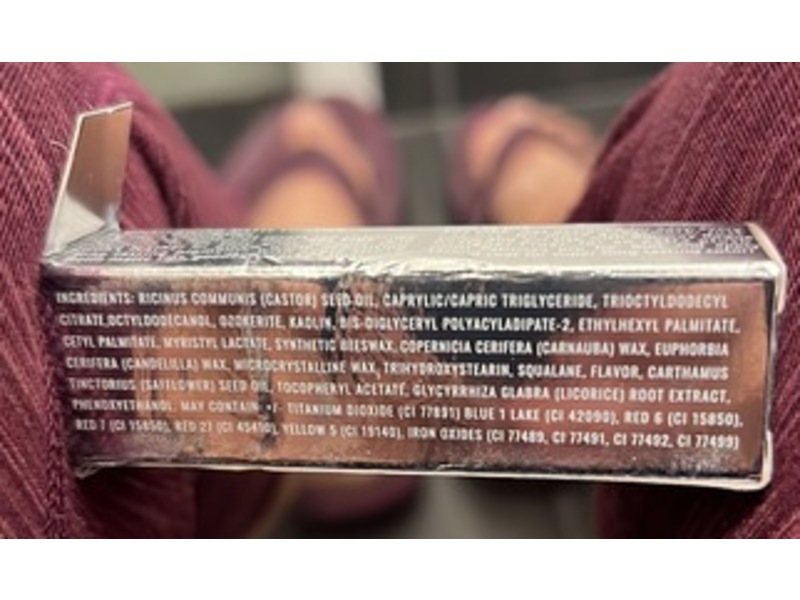 INGREDIENTS: RICINUS COMMUNIS (CASTOR) SEED OIL, CAPRYLIC/CAPRIC TRIGLYCERIDE, TRIOCTYLDODECYL
CITRATE,OCTYLDODECANOL, OZOKERITE, KAOLIN, BIS-DIGLYCERYL POLYACYLADIPATE-2, ETHYLHEXYL PALMITATE,
CETYL PALMITATE, MYRISTYL LACTATE, SYNTHETIC BEESWAX, COPERNICIA CERIFERA (CARNAUBA) WAX, EUPHORBIA
CERIFERA (CANDELILLA) WAX, MICROCRYSTALLINE WAX, TRIHYDROXYSTEARIN, SQUALANE, FLAVOR, CARTHAMUS
TINCTORIUS (SAFFLOWER) SEED OIL, TOCOPHERYL ACETATE, GLYCYRRHIZA GLABRA (LICORICE) ROOT EXTRACT,
PHENOXYETHANOL. MAY CONTAIN: +/- TITANIUM DIOXIDE (CI 77891) BLUE 1 LAKE (CI 42090), RED 6 (CI 15850),
RED 7 (CI 15850), RED 27 (CI 45410), YELLOW 5 (CI 19140), IRON OXIDES (CI 77489, CI 77491, CI 77492, CI 77499)